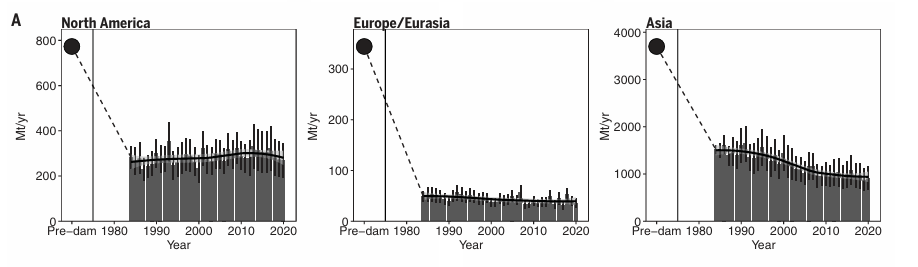 A
North America
800
600
400
200
0
Mt/yr
Pre–dam 1980 1990 2000 2010 2020
Year
Europe/Eurasia
300
200
100
0
Mt/yr
Pre–dam 1980 1990 2000 2010 2020
Year
Asia
4000
3000
2000
1000
0
Mt/yr
Pre–dam 1980 1990 2000 2010 2020
Year